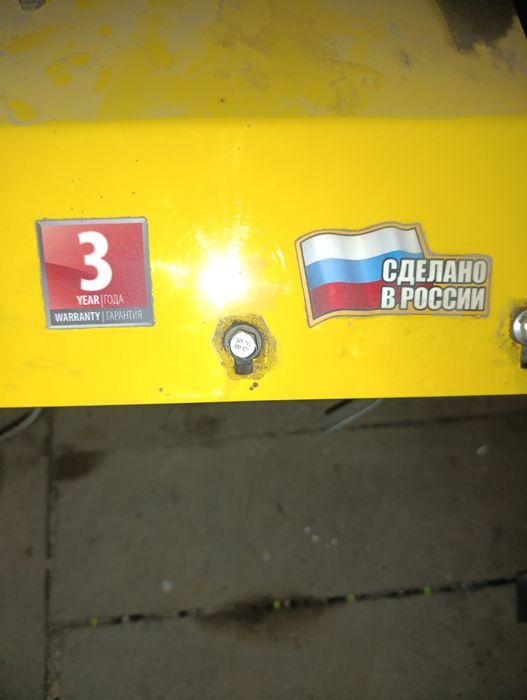 3
YEAR | ГОДА
WARRANTY | ГАРАНТИЯ
СДЕЛАНО
В РОССИИ